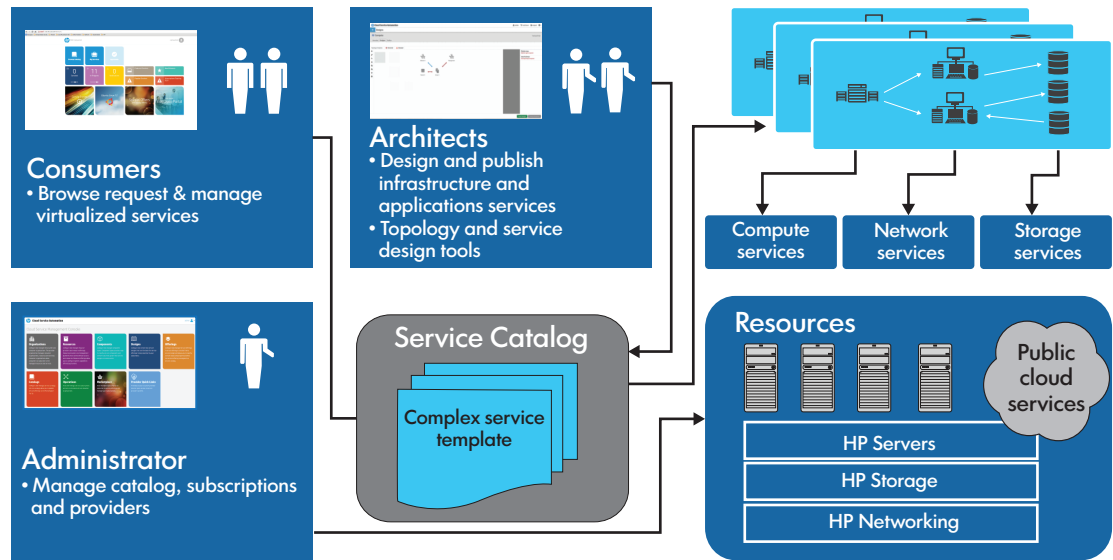 Consumers
• Browse request & manage
virtualized services
Architects
• Design and publish
infrastructure and
applications services
• Topology and service
design tools
Compute
services
Network
services
Storage
services
Administrator
• Manage catalog, subscriptions
and providers
Service Catalog
Complex service
template
Resources
Public
cloud
services
HP Servers
HP Storage
HP Networking